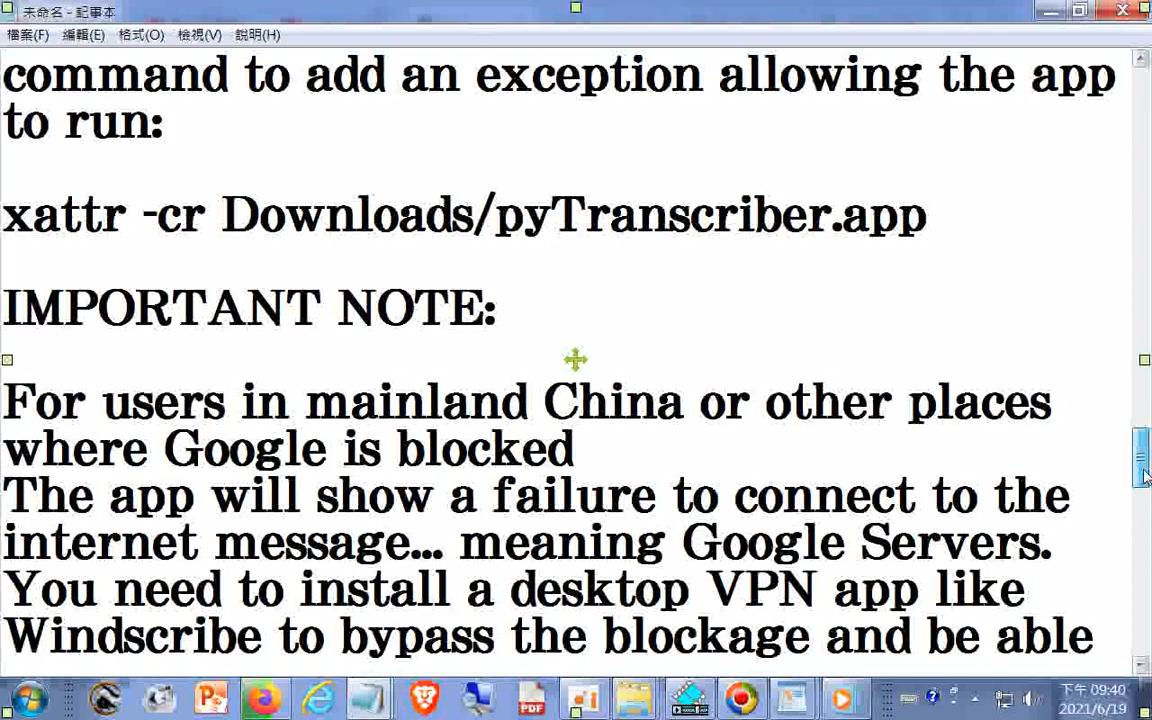 未命名 - 記事本
檔案(F) 編輯(E) 格式(O) 檢視(V) 說明(H)
command to add an exception allowing the app
to run:
xattr -cr Downloads/pyTranscriber.app
IMPORTANT NOTE:
For users in mainland China or other places
where Google is blocked
The app will show a failure to connect to the
internet message... meaning Google Servers.
You need to install a desktop VPN app like
Windscribe to bypass the blockage and be able
PDF
下午 09:40
2021/6/19